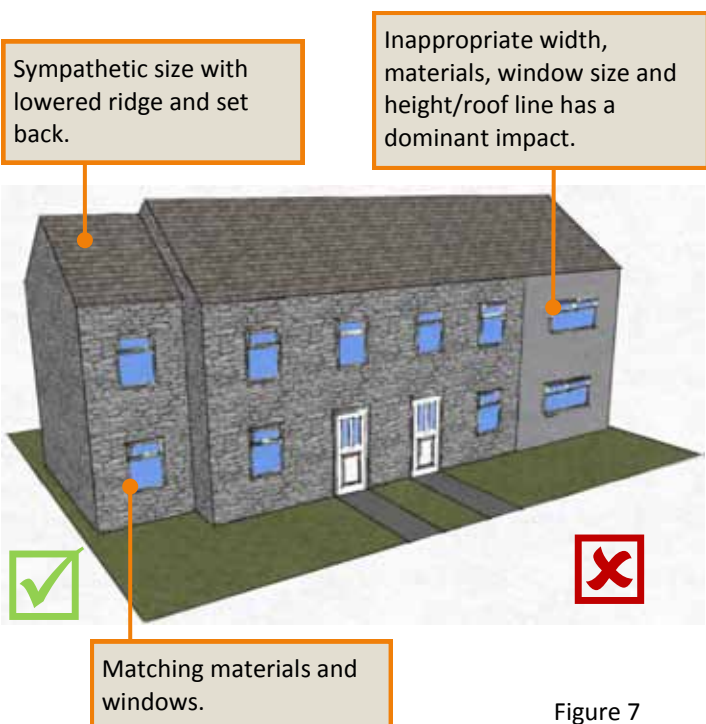 Sympathetic size with
lowered ridge and set
back.
Inappropriate width,
materials, window size and
height/roof line has a
dominant impact.
Matching materials and
windows.
Figure 7